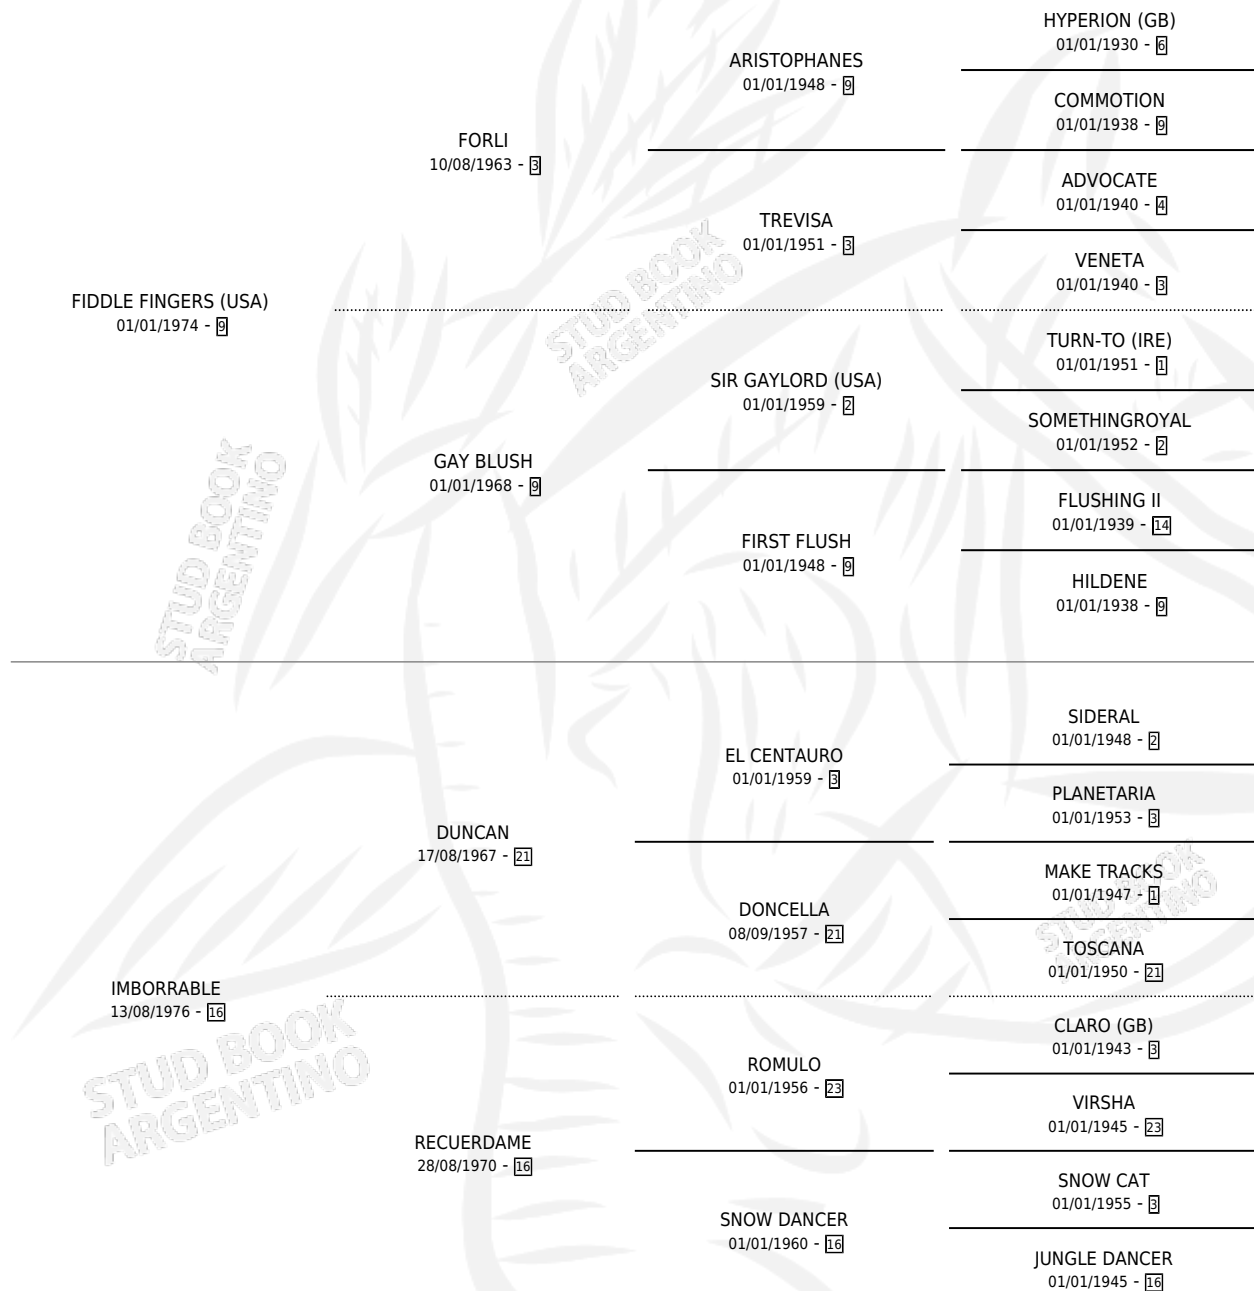 HYPERION (GB)
01/01/1930 - 6
ARISTOPHANES
01/01/1948 - 9
COMMOTION
01/01/1938 - 9
FORLI
10/08/1963 - 3
ADVOCATE
01/01/1940 - 4
TREVISA
01/01/1951 - 3
VENETA
01/01/1940 - 3
FIDDLE FINGERS (USA)
01/01/1974 - 9
TURN-TO (IRE)
01/01/1951 - 1
SIR GAYLORD (USA)
01/01/1959 - 2
SOMETHINGROYAL
01/01/1952 - 2
GAY BLUSH
01/01/1968 - 9
FLUSHING II
01/01/1939 - 14
FIRST FLUSH
01/01/1948 - 9
HILDENE
01/01/1938 - 9
SIDERAL
01/01/1948 - 2
EL CENTAURO
01/01/1959 - 3
PLANETARIA
01/01/1953 - 3
DUNCAN
17/08/1967 - 21
MAKE TRACKS
01/01/1947 - 1
DONCELLA
08/09/1957 - 21
TOSCANA
01/01/1950 - 21
IMBORRABLE
13/08/1976 - 16
CLARO (GB)
01/01/1943 - 3
ROMULO
01/01/1956 - 23
VIRSHA
01/01/1945 - 23
RECUERDAME
28/08/1970 - 16
SNOW CAT
01/01/1955 - 3
SNOW DANCER
01/01/1960 - 16
JUNGLE DANCER
01/01/1945 - 16
STUD BOOK
ARGENTINO
STUD BOOK
ARGENTINO
STUD BOOK
ARGENTINO
STUD BOOK
ARGENTINO